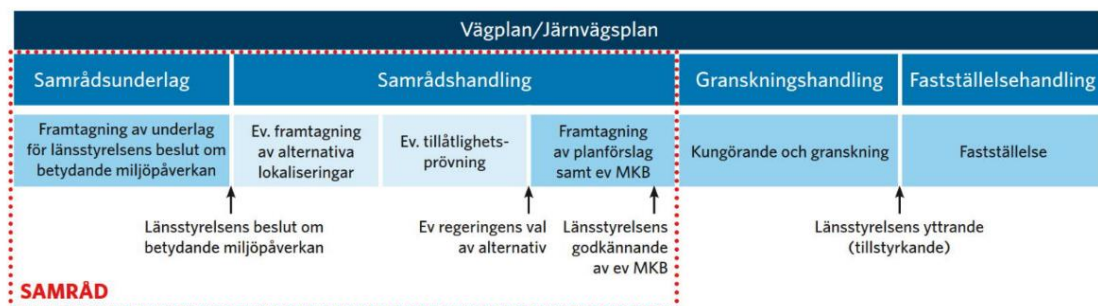 Vägplan/Järnvägsplan
Samrådsunderlag
Samrådshandling
Granskningshandling
Fastställelsehandling
Framtagning av underlag
för länsstyrelsens beslut om
betydande miljöpåverkan
Ev. framtagning
av alternativa
lokaliseringar
Ev. tillåtlighets-
prövning
Framtagning
av planförslag
samt ev MKB
Kungörande och granskning
Fastställelse
Länsstyrelsens beslut om
betydande miljöpåverkan
Ev regeringens val
av alternativ
Länsstyrelsens
godkännande
av ev MKB
Länsstyrelsens yttrande
(tillstyrkande)
SAMRÅD